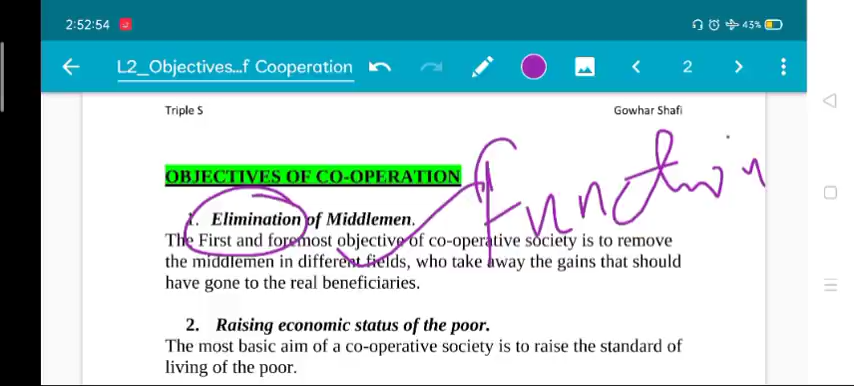 2:52:54 43%
L2_Objectives...f Cooperation 2
Triple S Gowhar Shafi
OBJECTIVES OF CO-OPERATION
Function
1. Elimination of Middlemen.
The First and foremost objective of co-operative society is to remove
the middlemen in different fields, who take away the gains that should
have gone to the real beneficiaries.
2. Raising economic status of the poor.
The most basic aim of a co-operative society is to raise the standard of
living of the poor.